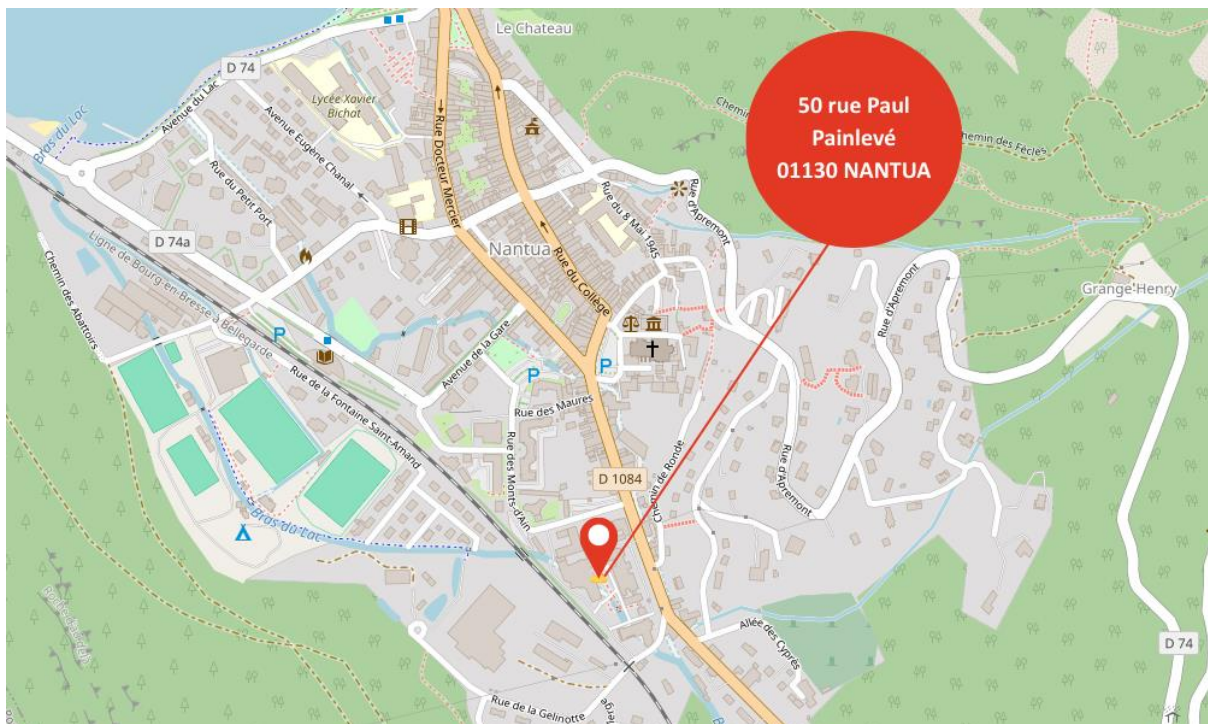 Le Chateau
D 74
Avenue du Lac
Lycée Xavier
Bichat
Bras du Lac
Avenue Eugène Chanal
Rue du Petit Port
Rue Docteur Mercier
50 rue Paul
Painlevé
01130 NANTUA
Chemin des Fécles
Rue d'Apremont
Rue du 8 Mai 1945
D 74a
Nantua
Rue du Collège
Ligne de Bourg-en-Bresse à Bellegarde
Chemin des Abattoirs
Grange Henry
Rue d'Apremont
P
Avenue de la Gare
P
P
Rue de la Fontaine Saint-Amand
Rue des Maures
Rue des Monts-d'Ain
D 1084
Chemin de Ronde
Rue d'Apremont
Bras du Lac
Allée des Cyprès
D 74
Rue de la Gelinotte